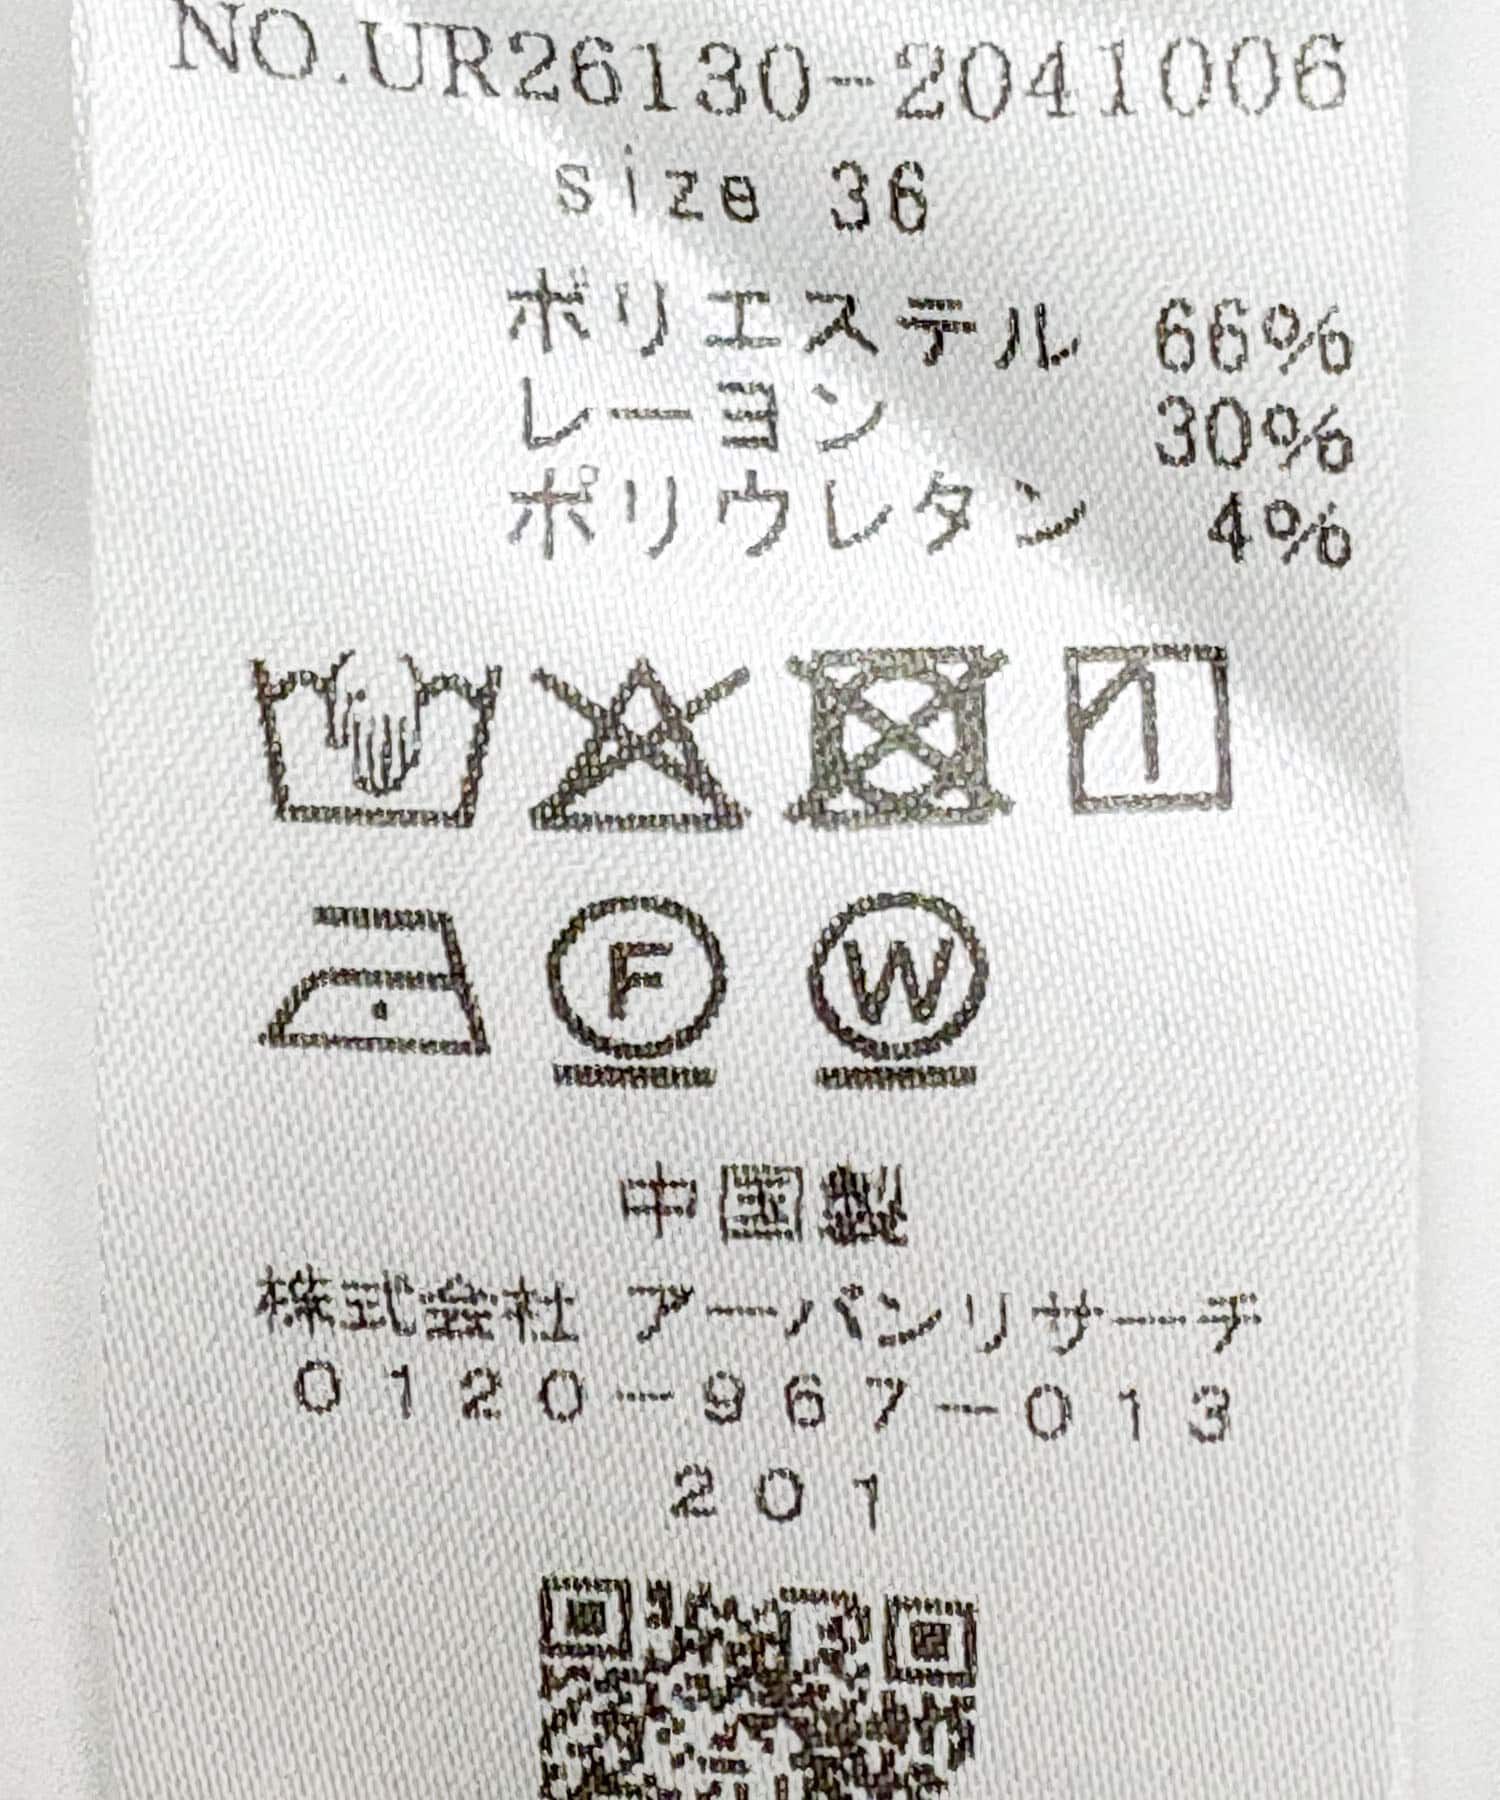 NO.UR26130-2041006
size 36
ポリエステル 66%
レーヨン 30%
ポリウレタン 4%
F W
中国製
株式会社 アーバンリサーチ
0120-967-013
201